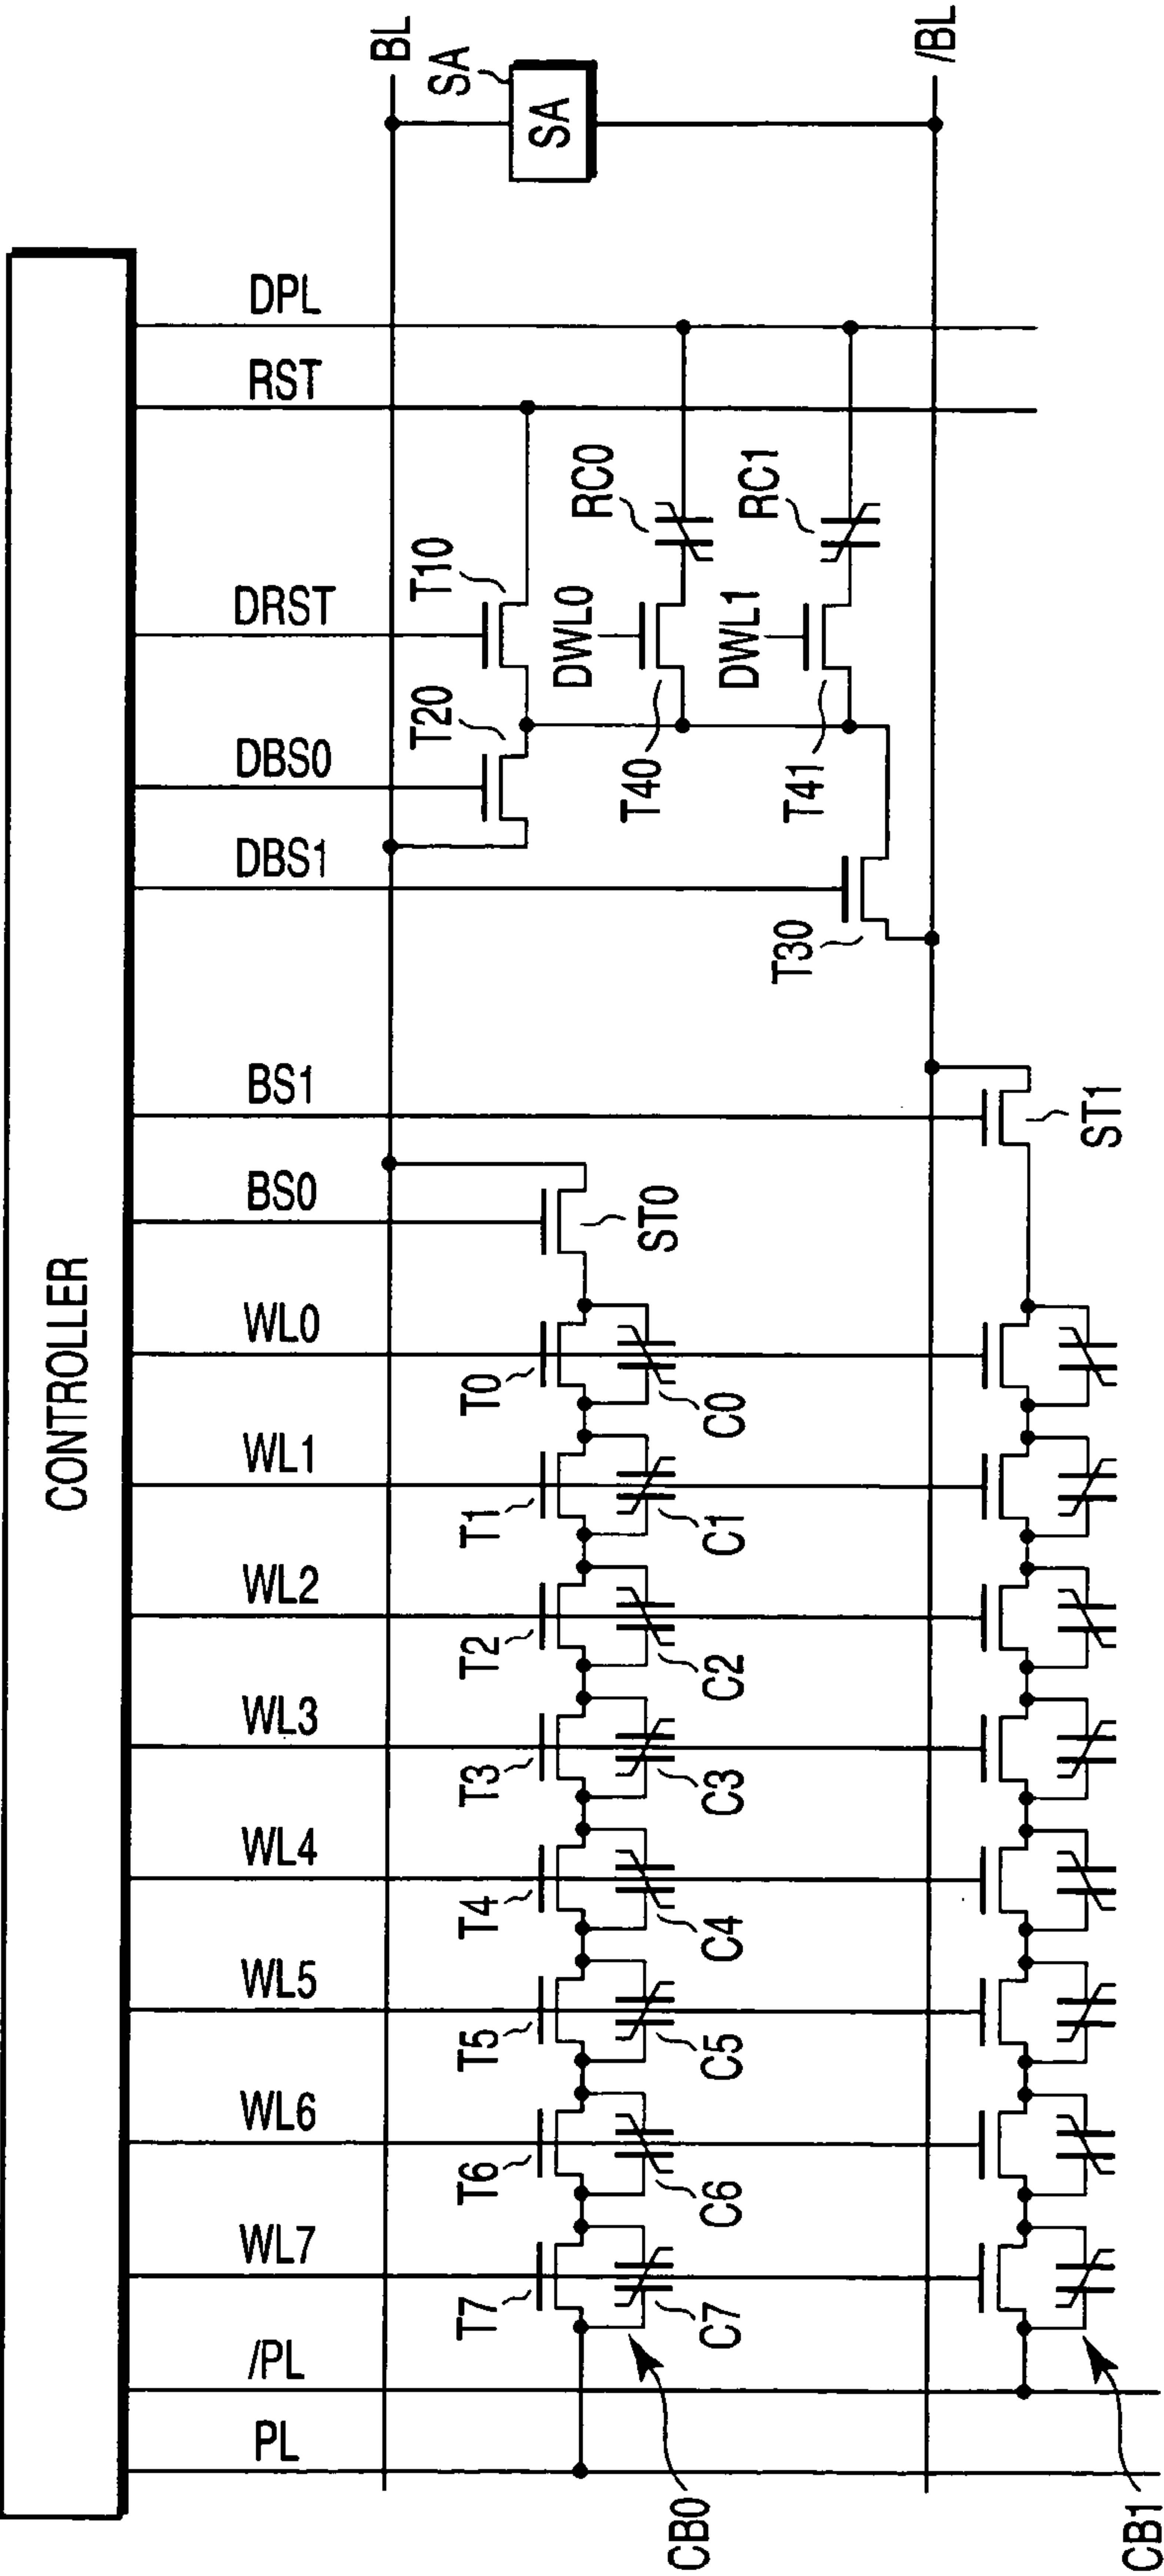 CONTROLLER
PL
/PL
WL7
WL6
WL5
WL4
WL3
WL2
WL1
WL0
BS0
BS1
DBS1
DBS0
DRST
RST
DPL
BL
SA
SA
/BL
T7
T6
T5
T4
T3
T2
T1
T0
ST0
C7
C6
C5
C4
C3
C2
C1
C0
CB0
T20
T10
DWL0
RC0
T40
DWL1
RC1
T41
T30
ST1
CB1